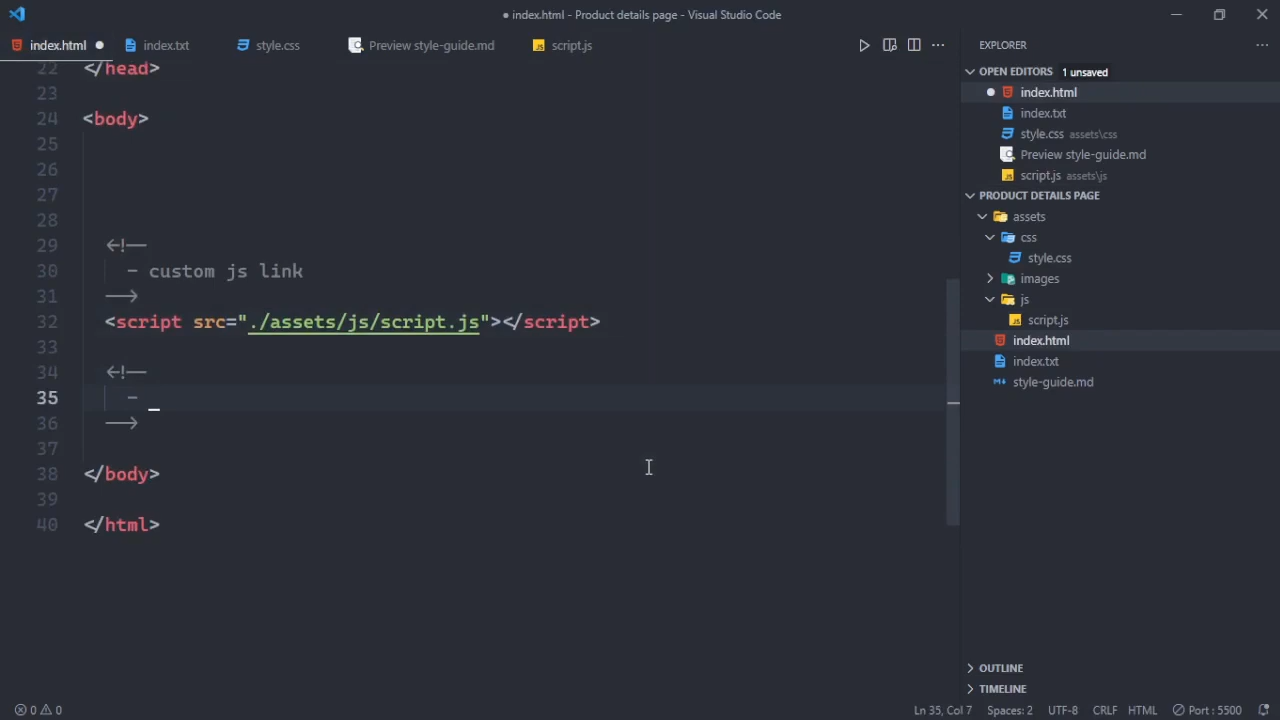 ● index.html - Product details page - Visual Studio Code
index.html ●
index.txt
style.css
Preview style-guide.md
script.js
22 </head>
23
24 <body>
25
26
27
28
29 <!--
30 - custom js link
31 -->
32 <script src="./assets/js/script.js"></script>
33
34 <!--
35 - _
36 -->
37
38 </body>
39
40 </html>
EXPLORER
OPEN EDITORS 1 unsaved
● index.html
index.txt
style.css assets\css
Preview style-guide.md
JS script.js assets\js
PRODUCT DETAILS PAGE
assets
css
style.css
images
js
JS script.js
index.html
index.txt
style-guide.md
OUTLINE
TIMELINE
0 0
Ln 35, Col 7 Spaces: 2 UTF-8 CRLF HTML Port : 5500